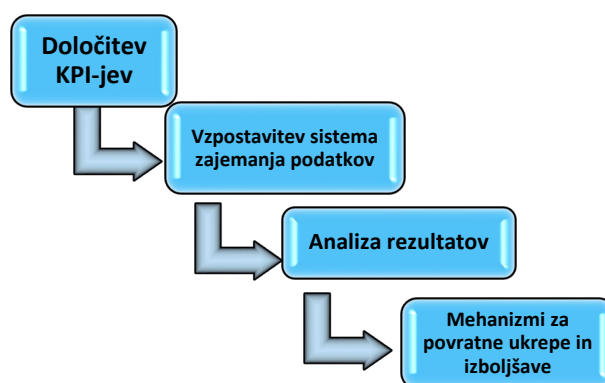 Določitev
KPI-jev
Vzpostavitev sistema
zajemanja podatkov
Analiza rezultatov
Mehanizmi za
povratne ukrepe in
izboljšave